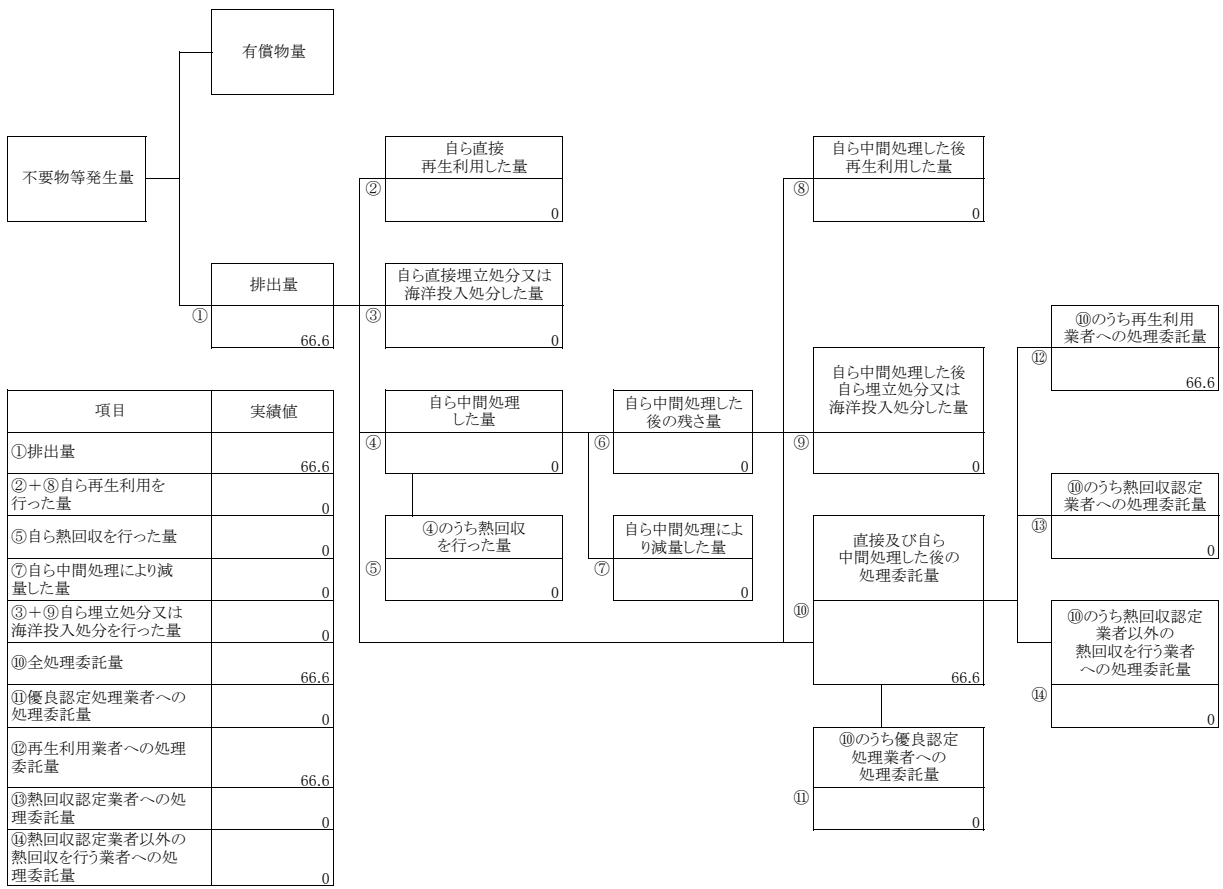 有償物量
不要物等発生量
排出量
①
66.6
自ら直接
再生利用した量
②
0
自ら直接埋立処分又は
海洋投入処分した量
③
0
自ら中間処理
した量
④
0
④のうち熱回収
を行った量
⑤
0
自ら中間処理した
後の残さ量
⑥
0
自ら中間処理によ
り減量した量
⑦
0
自ら中間処理した後
再生利用した量
⑧
0
自ら中間処理した後
自ら埋立処分又は
海洋投入処分した量
⑨
0
直接及び自ら
中間処理した後の
処理委託量
⑩
66.6
⑩のうち優良認定
処理業者への
処理委託量
⑪
0
⑩のうち再生利用
業者への処理委託量
⑫
66.6
⑩のうち熱回収認定
業者への処理委託量
⑬
0
⑩のうち熱回収認定
業者以外の
熱回収を行う業者
への処理委託量
⑭
0
項目 実績値
①排出量
66.6
②＋⑧自ら再生利用を
行った量
0
⑤自ら熱回収を行った量
0
⑦自ら中間処理により減
量した量
0
③＋⑨自ら埋立処分又は
海洋投入処分を行った量
0
⑩全処理委託量
66.6
⑪優良認定処理業者への
処理委託量
0
⑫再生利用業者への処理
委託量
66.6
⑬熱回収認定業者への処
理委託量
0
⑭熱回収認定業者以外の
熱回収を行う業者への処
理委託量
0